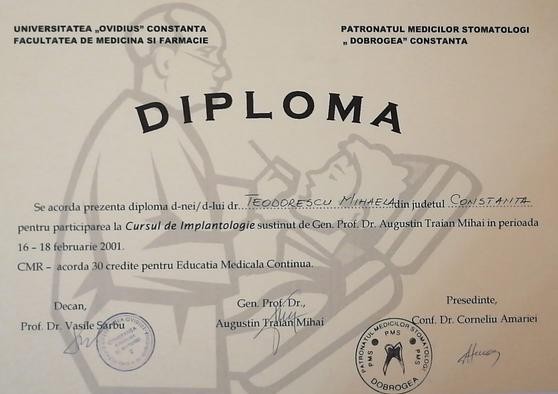 UNIVERSITATEA „OVIDIUS" CONSTANTA
FACULTATEA DE MEDICINA SI FARMACIE
PATRONATUL MEDICILOR STOMATOLOGI
„ DOBROGEA" CONSTANTA
DIPLOMA
Se acorda prezenta diploma d-nei/d-lui dr. TEODORESCU MIHAELA din judetul CONSTANTA
pentru participarea la Cursul de Implantologie sustinut de Gen. Prof. Dr. Augustin Traian Mihai in perioada
16 – 18 februarie 2001.
CMR – acorda 30 credite pentru Educatia Medicala Continua.
Decan,
Prof. Dr. Vasile Sarbu
Gen. Prof. Dr.,
Augustin Traian Mihai
Presedinte,
Conf. Dr. Corneliu Amariei
PATRONATUL MEDICILOR STOMATOLOGI
PMS
PMS
PMS
DOBROGEA